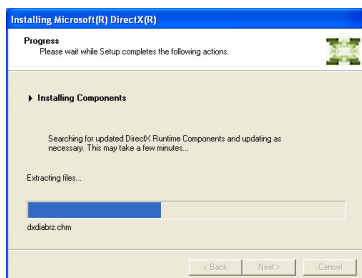 Installing Microsoft(R) DirectX(R)
Progress
Please wait while Setup completes the following actions.
Installing Components
Searching for updated DirectX Runtime Components and updating as
necessary. This may take a few minutes...
Extracting files...
dxdiabrz.chm
< Back Next > Cancel